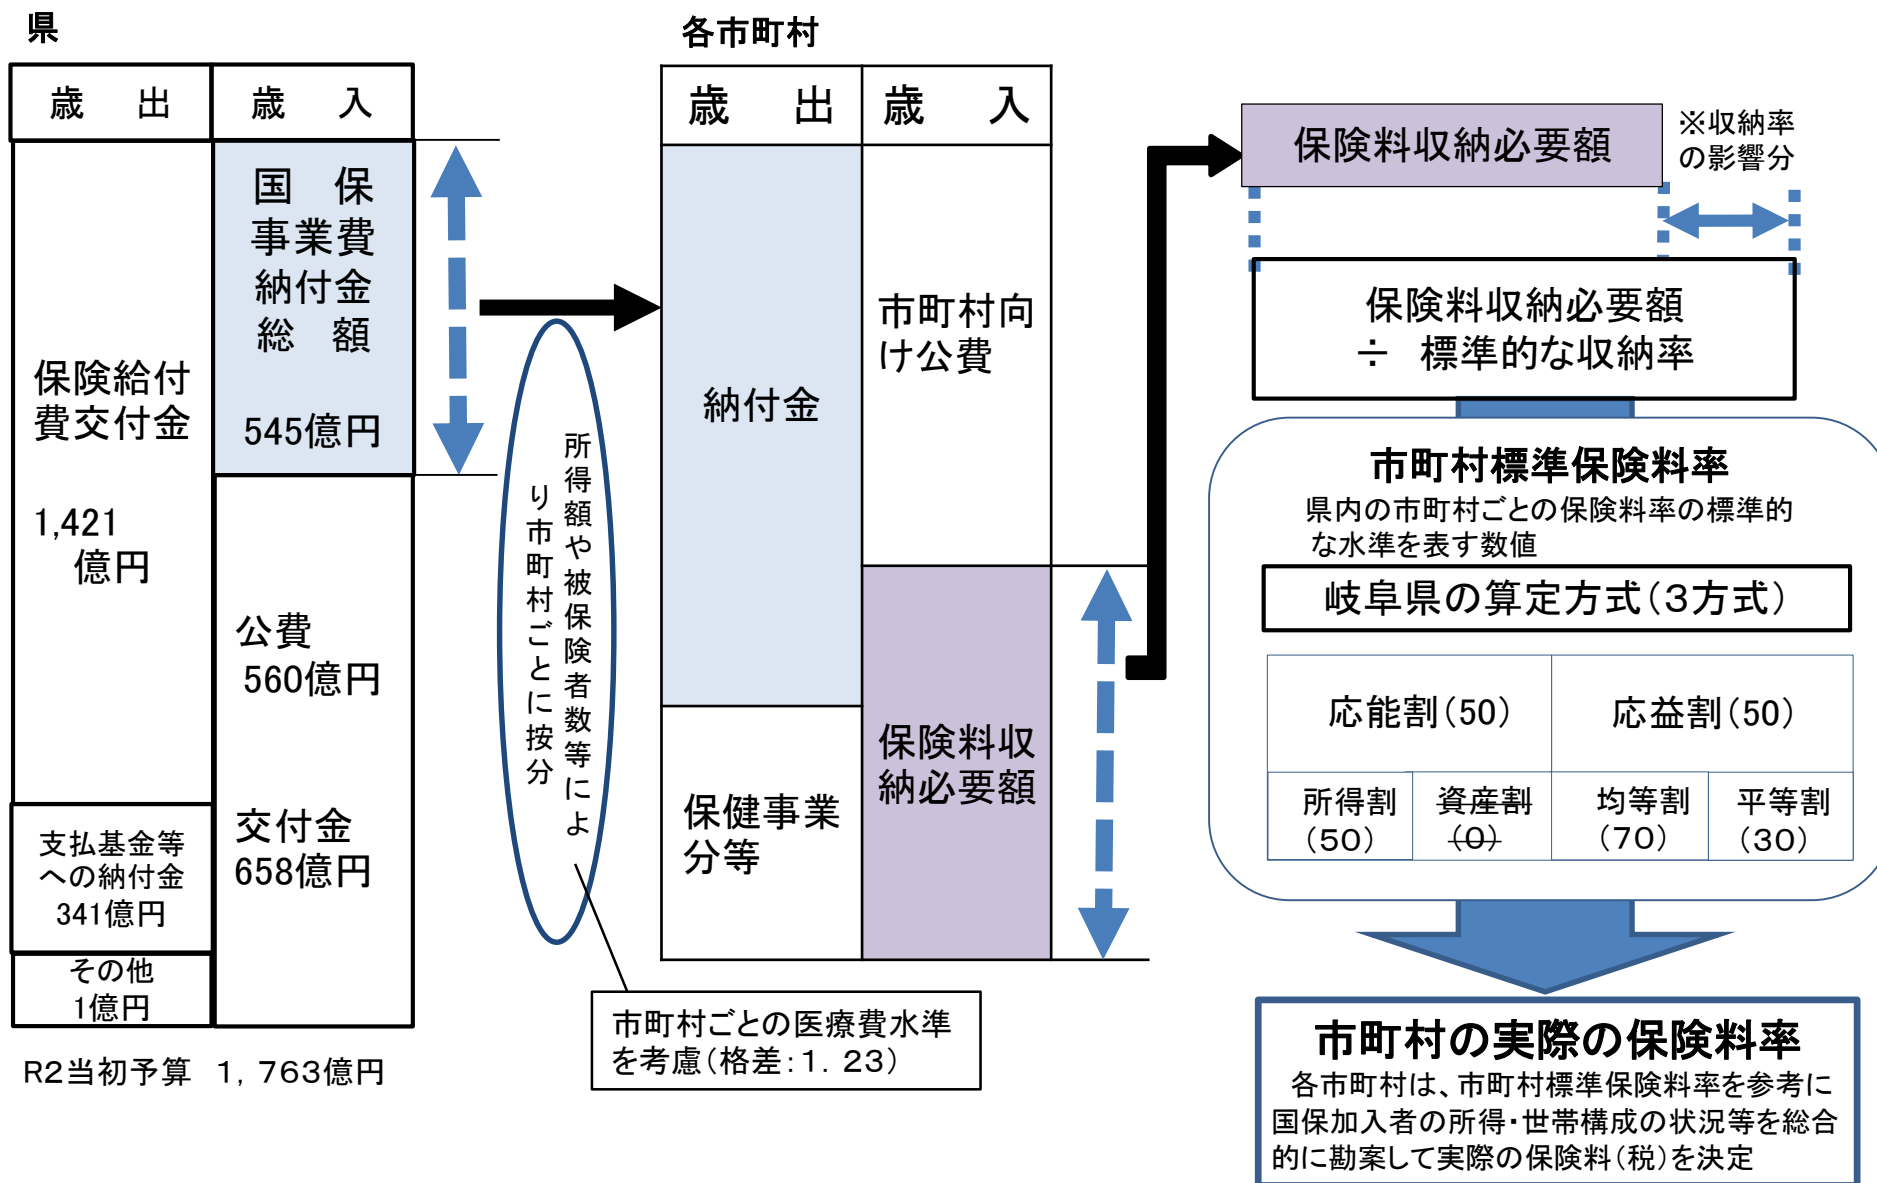 県
歳　出
歳　入
保険給付
費交付金
1,421
億円
支払基金等
への納付金
341億円
その他
1億円
国　保
事業費
納付金
総　額
545億円
公費
560億円
交付金
658億円
R2当初予算　1，763億円
所得額や被保険者数等によ
り市町村ごとに按分
市町村ごとの医療費水準
を考慮(格差：1．23)
各市町村
歳　出
歳　入
納付金
保健事業
分等
市町村向
け公費
保険料収
納必要額
保険料収納必要額
※収納率
の影響分
保険料収納必要額
÷　標準的な収納率
市町村標準保険料率
県内の市町村ごとの保険料率の標準的
な水準を表す数値
岐阜県の算定方式(3方式)
応能割(50)
応益割(50)
所得割
(50)
資産割
(0)
均等割
(70)
平等割
(30)
市町村の実際の保険料率
各市町村は、市町村標準保険料率を参考に
国保加入者の所得・世帯構成の状況等を総合
的に勘案して実際の保険料(税)を決定